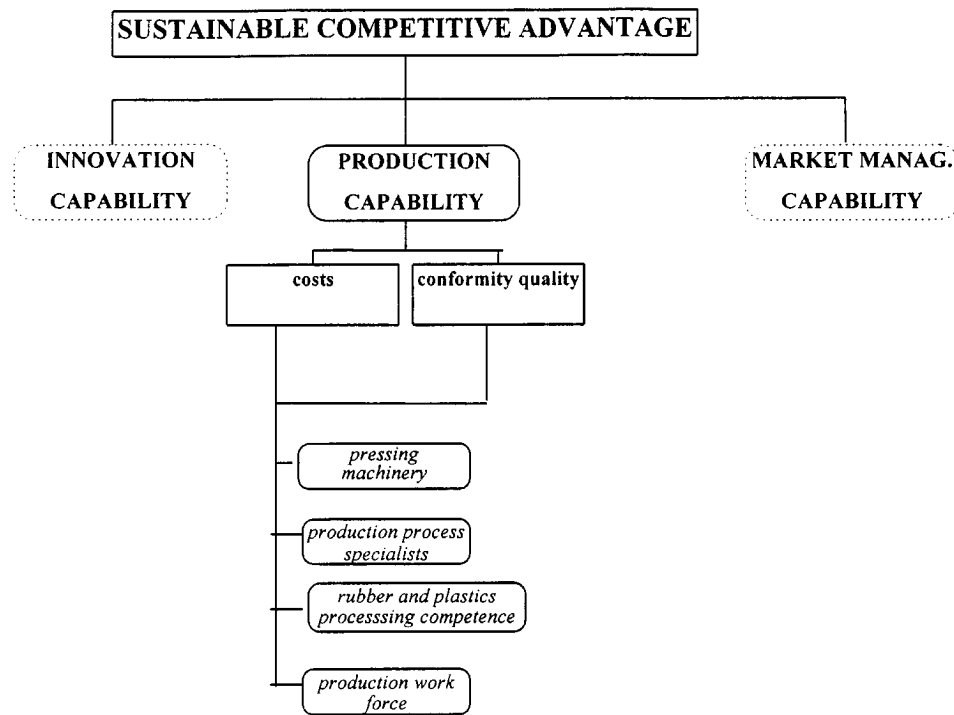 SUSTAINABLE COMPETITIVE ADVANTAGE
INNOVATION
CAPABILITY
PRODUCTION
CAPABILITY
MARKET MANAG.
CAPABILITY
costs
conformity quality
pressing
machinery
production process
specialists
rubber and plastics
processsing competence
production work
force